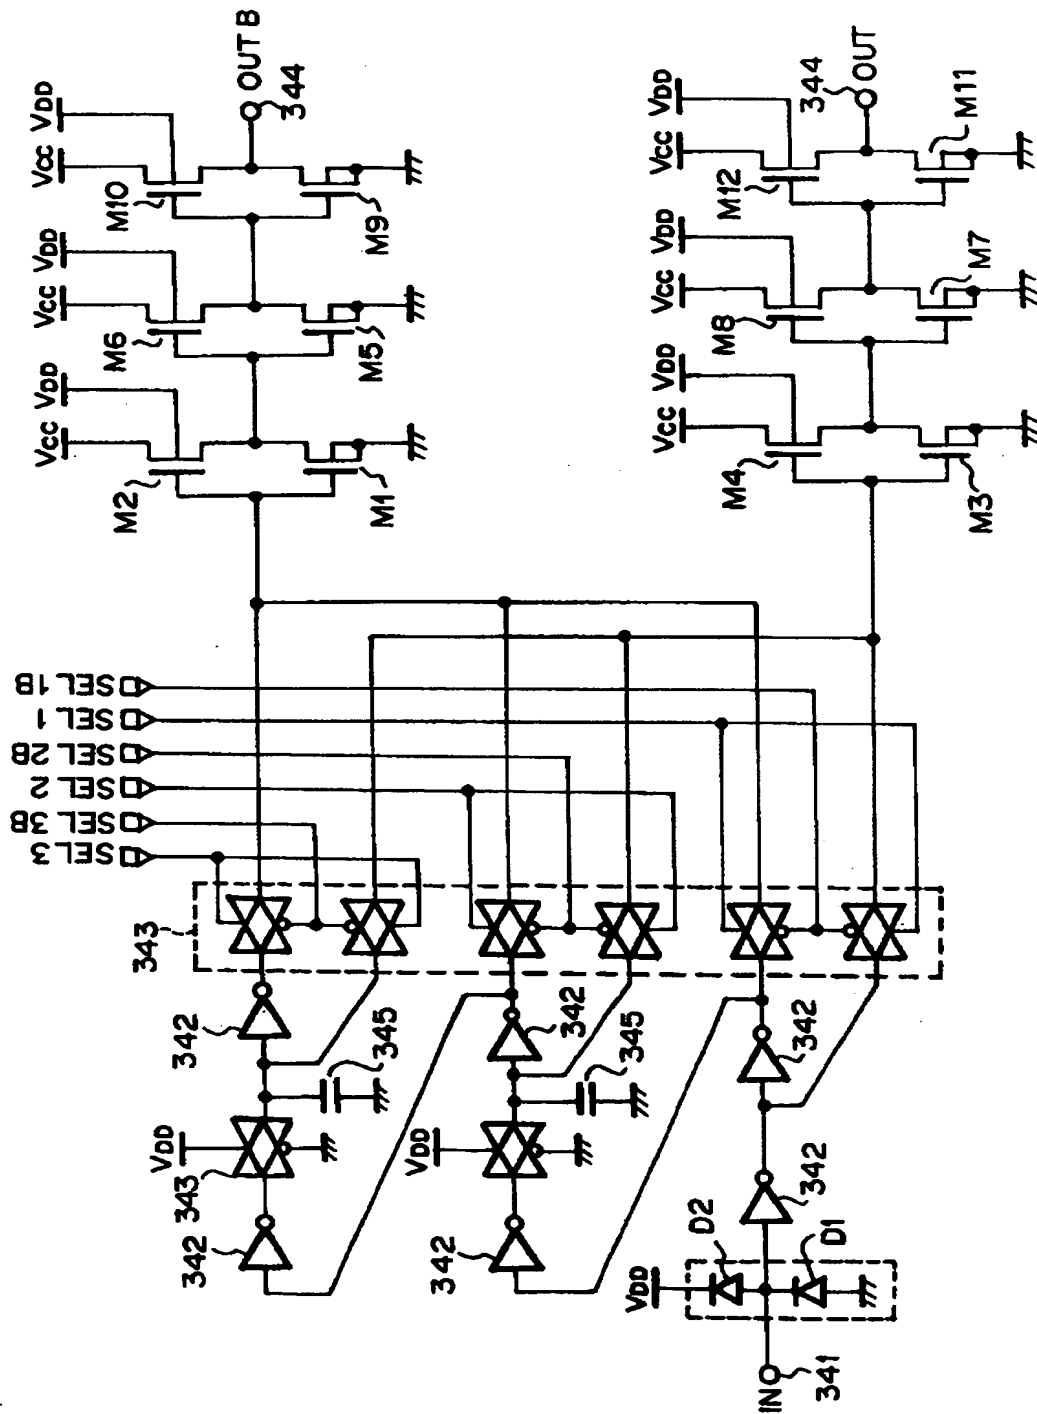 SEL 3
SEL 3B
SEL 2
SEL 2B
SEL 1
SEL 1B
Vcc
VDD
Vcc
VDD
Vcc
VDD
M2
M6
M10
OUT B
344
M1
M5
M9
VDD
343
342
343
342
345
VDD
342
342
345
VDD
IN
341
D2
D1
342
342
Vcc
VDD
Vcc
VDD
Vcc
VDD
M4
M8
M12
344
OUT
M3
M7
M11